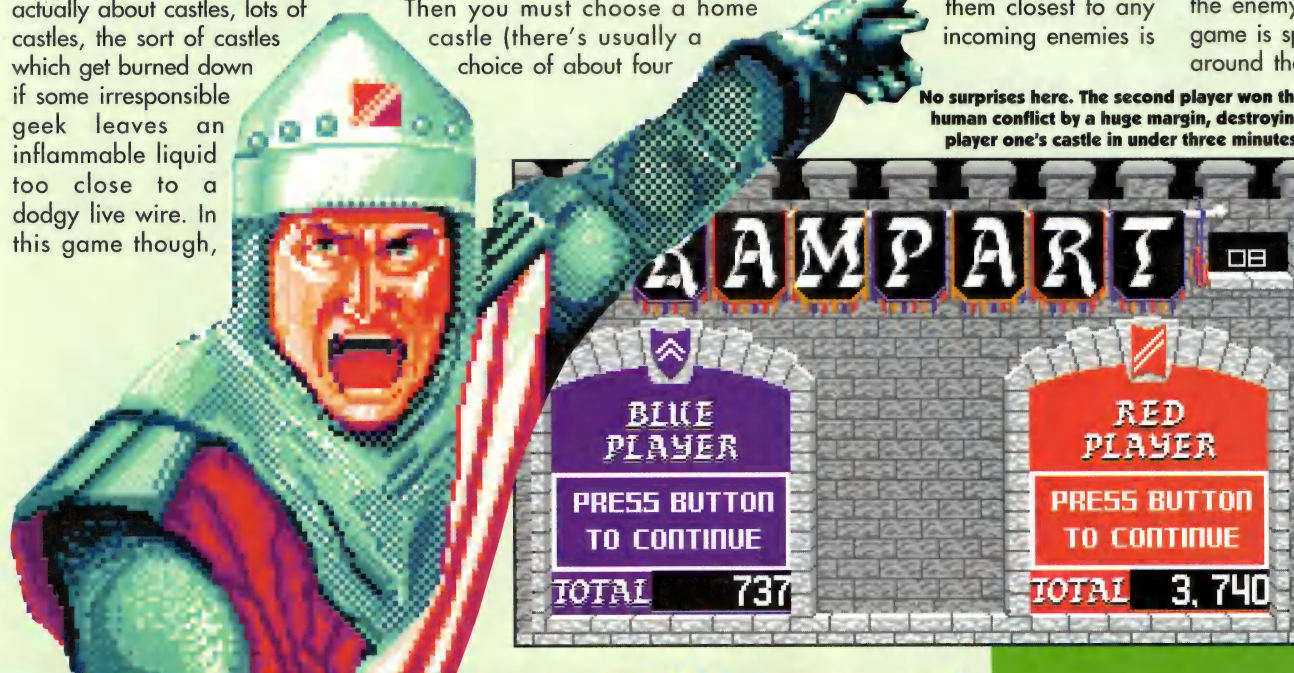 actually about castles, lots of
castles, the sort of castles
which get burned down
if some irresponsible
geek leaves an
inflammable liquid
too close to a
dodgy live wire. In
this game though,
Then you must choose a home
castle (there's usually a
choice of about four
them closest to any
incoming enemies is
the enemy
game is sp
around the
No surprises here. The second player won th
human conflict by a huge margin, destroyin
player one's castle in under three minutes
RAMPART
08
BLUE
PLAYER
PRESS BUTTON
TO CONTINUE
TOTAL 737
RED
PLAYER
PRESS BUTTON
TO CONTINUE
TOTAL 3,740